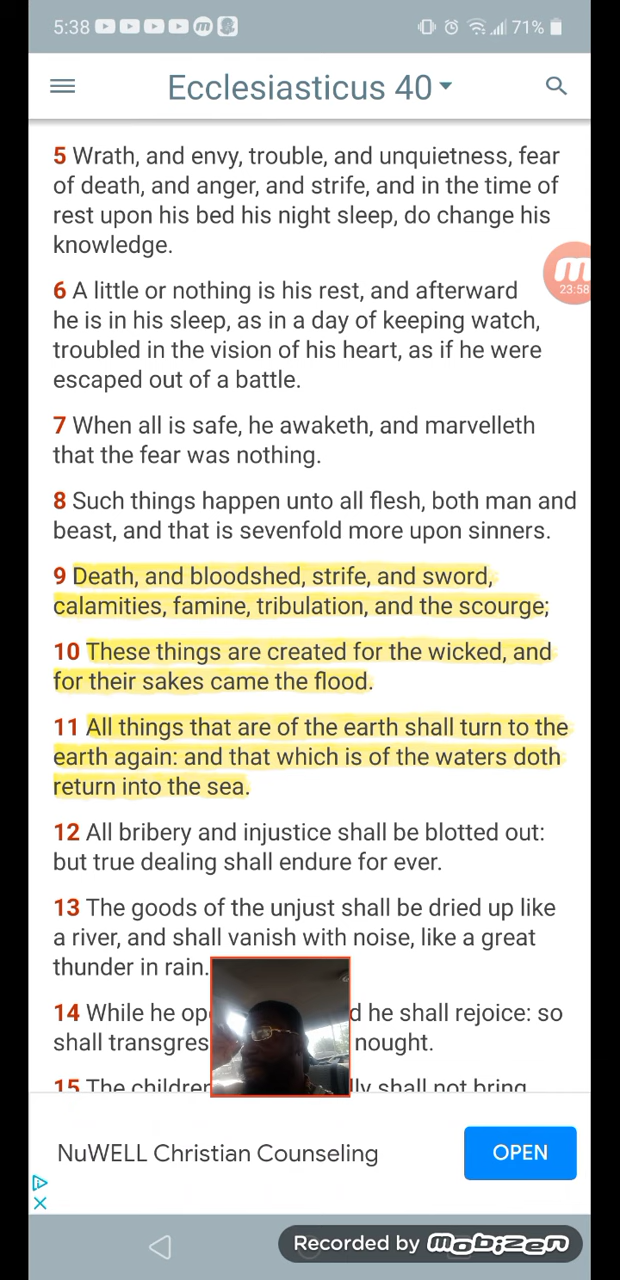 5:38
71%
Ecclesiasticus 40
5 Wrath, and envy, trouble, and unquietness, fear
of death, and anger, and strife, and in the time of
rest upon his bed his night sleep, do change his
knowledge.
23:58
6 A little or nothing is his rest, and afterward
he is in his sleep, as in a day of keeping watch,
troubled in the vision of his heart, as if he were
escaped out of a battle.
7 When all is safe, he awaketh, and marvelleth
that the fear was nothing.
8 Such things happen unto all flesh, both man and
beast, and that is sevenfold more upon sinners.
9 Death, and bloodshed, strife, and sword,
calamities, famine, tribulation, and the scourge;
10 These things are created for the wicked, and
for their sakes came the flood.
11 All things that are of the earth shall turn to the
earth again: and that which is of the waters doth
return into the sea.
12 All bribery and injustice shall be blotted out:
but true dealing shall endure for ever.
13 The goods of the unjust shall be dried up like
a river, and shall vanish with noise, like a great
thunder in rain.
14 While he op d he shall rejoice: so
shall transgres nought.
15 The children ly shall not bring
NuWELL Christian Counseling
OPEN
Recorded by mobizen